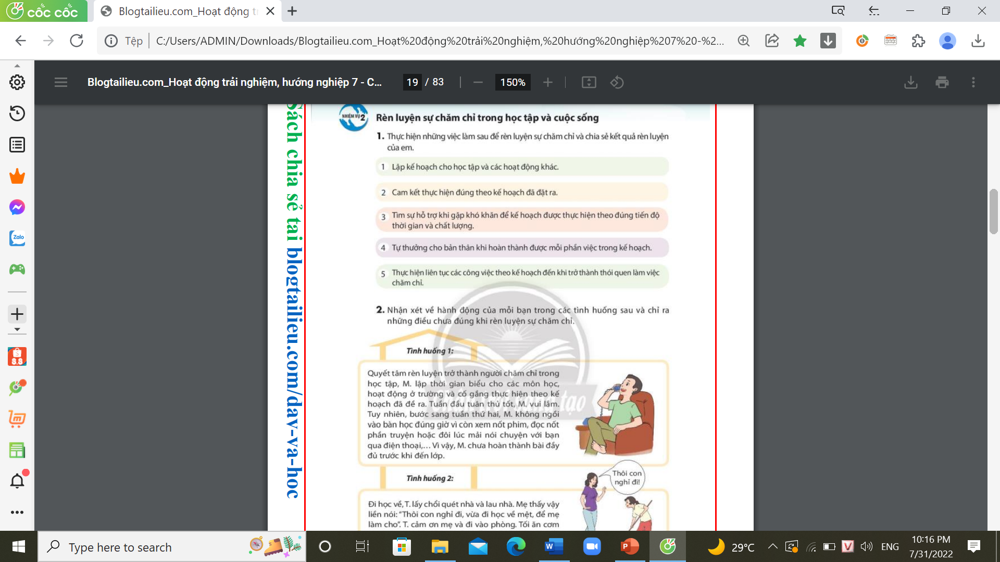 cốc cốc
Blogtailieu.com_Hoạt động t
Tệp
C:/Users/ADMIN/Downloads/Blogtailieu.com_Hoạt%20động%20trải%20nghiệm,%20hướng%20nghiệp%207%20-%2...
Blogtailieu.com_Hoạt động trải nghiệm, hướng nghiệp 7 - C...
19 / 83
150%
Sách chia sẻ tai blogtailieu.com/day-va-hoc
NHIỆM VỤ 2
Rèn luyện sự chăm chỉ trong học tập và cuộc sống
1. Thực hiện những việc làm sau để rèn luyện sự chăm chỉ và chia sẻ kết quả rèn luyện
của em.
1 Lập kế hoạch cho học tập và các hoạt động khác.
2 Cam kết thực hiện đúng theo kế hoạch đã đặt ra.
3 Tìm sự hỗ trợ khi gặp khó khăn để kế hoạch được thực hiện theo đúng tiến độ
thời gian và chất lượng.
4 Tự thưởng cho bản thân khi hoàn thành được mỗi phần việc trong kế hoạch.
5 Thực hiện liên tục các công việc theo kế hoạch đến khi trở thành thói quen làm việc
chăm chỉ.
2. Nhận xét về hành động của mỗi bạn trong các tình huống sau và chỉ ra
những điều chưa đúng khi rèn luyện sự chăm chỉ.
Tình huống 1:
Quyết tâm rèn luyện trở thành người chăm chỉ trong
học tập, M. lập thời gian biểu cho các môn học,
hoạt động ở trường và cố gắng thực hiện theo kế
hoạch đã đề ra. Tuần đầu tuân thủ tốt, M. vui lắm.
Tuy nhiên, bước sang tuần thứ hai, M. không ngồi
vào bàn học đúng giờ vì còn xem nốt phim, đọc nốt
phần truyện hoặc đôi lúc mải nói chuyện với bạn
qua điện thoại,... Vì vậy, M. chưa hoàn thành bài đầy
đủ trước khi đến lớp.
Chân trời sáng tạo
Tình huống 2:
Thôi con
nghỉ đi!
Đi học về, T. lấy chổi quét nhà và lau nhà. Mẹ thấy vậy
liền nói: "Thôi con nghỉ đi, vừa đi học về mệt, để mẹ
làm cho". T. cảm ơn mẹ và đi vào phòng. Tối ăn cơm
Zalo
8.8
Type here to search
29°C
ENG
10:16 PM
7/31/2022